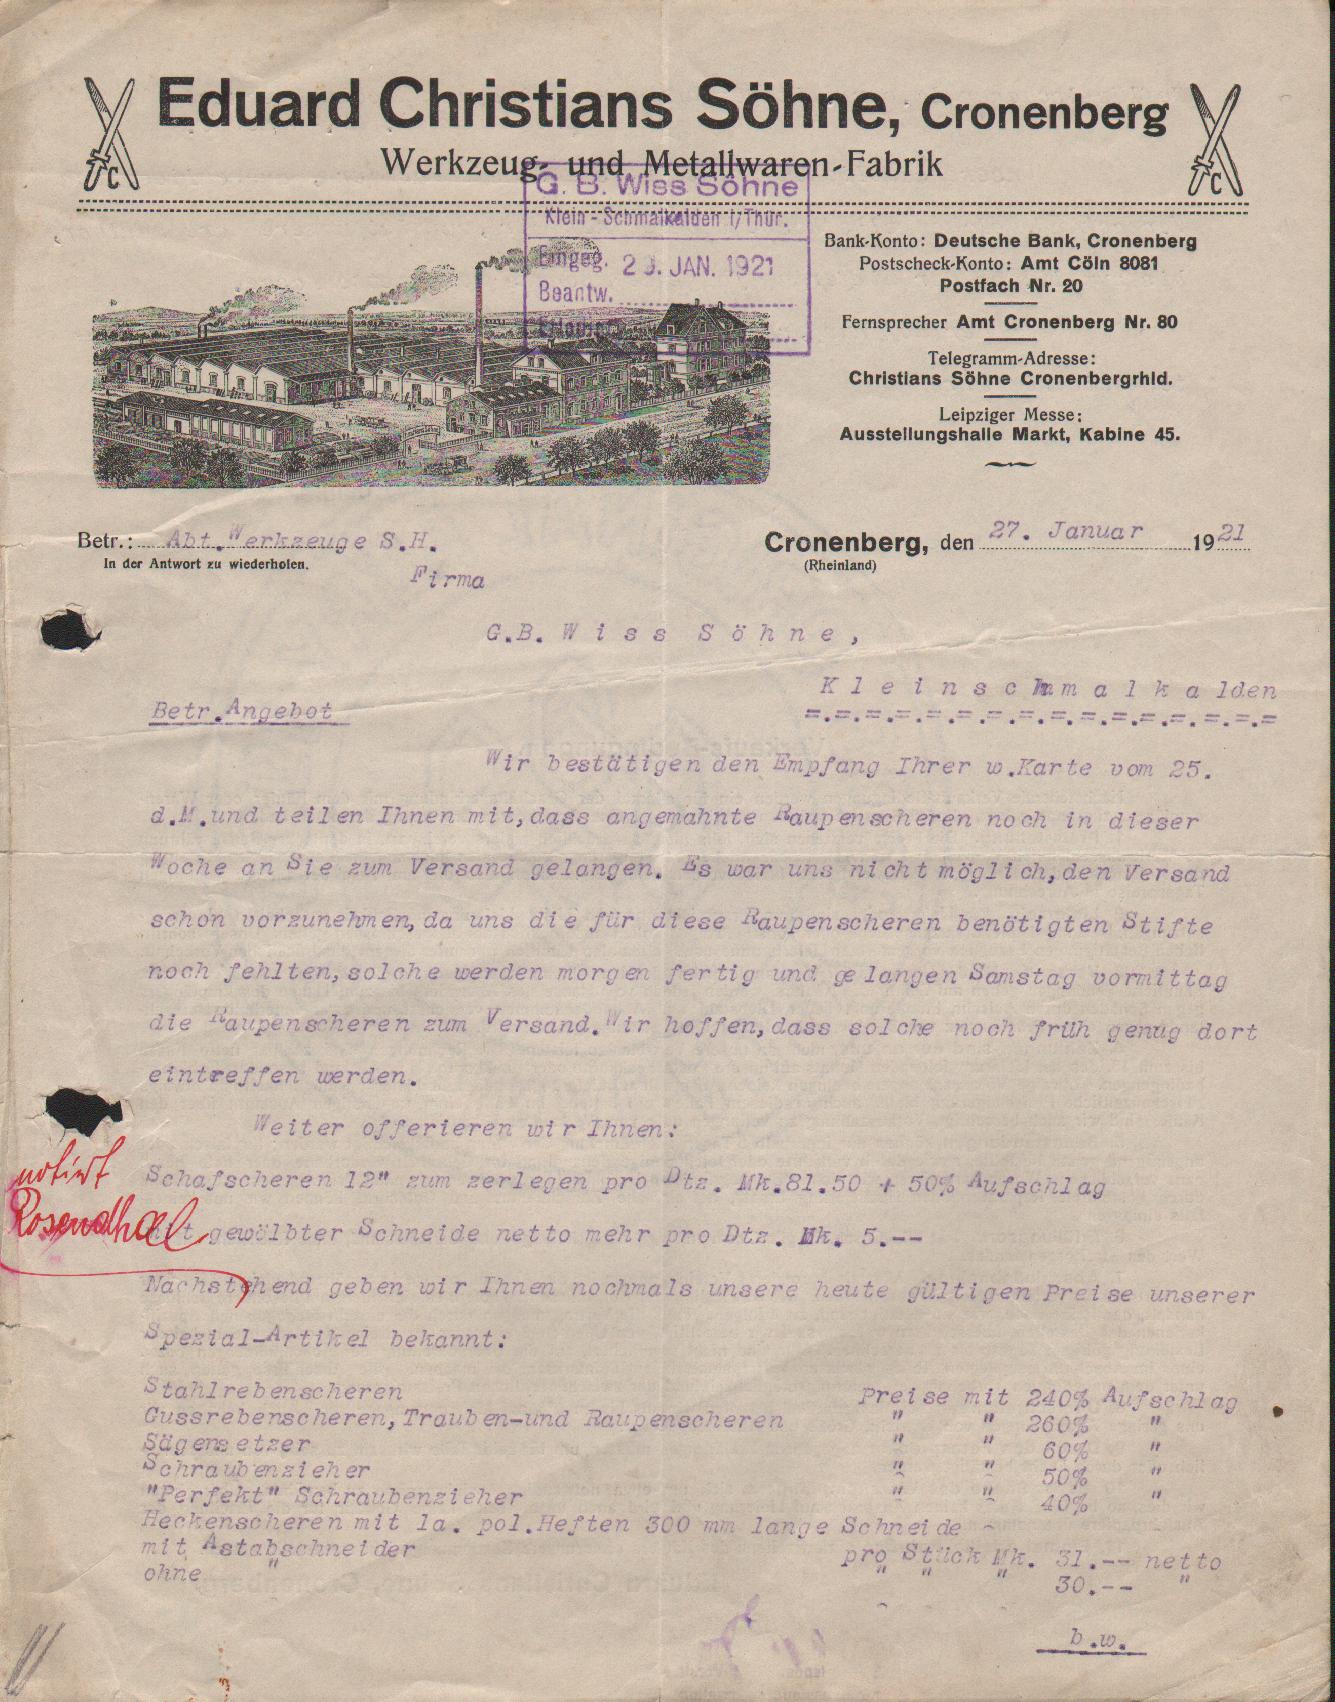 Eduard Christians Söhne, Cronenberg
Werkzeug- und Metallwaren-Fabrik
C
C
G. B. Wiss Söhne
Klein-Schmalkalden i/Thür.
Eingeg. 29. JAN. 1921
Beantw.
Erledigt
Bank-Konto: Deutsche Bank, Cronenberg
Postscheck-Konto: Amt Cöln 8081
Postfach Nr. 20
Fernsprecher Amt Cronenberg Nr. 80
Telegramm-Adresse:
Christians Söhne Cronenbergrhld.
Leipziger Messe:
Ausstellungshalle Markt, Kabine 45.
Betr.: Abt. Werkzeuge S.H.
In der Antwort zu wiederholen.
Cronenberg, den 27. Januar 1921
(Rheinland)
Firma
G.B. Wiss Söhne,
Kleinschmalkalden
=.=.=.=.=.=.=.=.=.=.=.=.=.=.=.=
Betr.Angebot
Wir bestätigen den Empfang Ihrer w.Karte vom 25.
d.M.und teilen Ihnen mit,dass angemahnte Raupenscheren noch in dieser
Woche an Sie zum Versand gelangen. Es war uns nicht möglich,den Versand
schon vorzunehmen,da uns die für diese Raupenscheren benötigten Stifte
noch fehlten,solche werden morgen fertig und gelangen Samstag vormittag
die Raupenscheren zum Versand.Wir hoffen,dass solche noch früh genug dort
eintreffen werden.
Weiter offerieren wir Ihnen:
notirt
Rosendhal
Schafscheren 12" zum zerlegen pro Dtz. Mk.81.50 + 50% Aufschlag
mit gewölbter Schneide netto mehr pro Dtz. Mk. 5.--
Nachstehend geben wir Ihnen nochmals unsere heute gültigen Preise unserer
Spezial-Artikel bekannt:
Stahlrebenscheren Preise mit 240% Aufschlag
Gussrebenscheren,Trauben-und Raupenscheren " " 260% "
Sägensetzer " " 60% "
Schraubenzieher " " 50% "
"Perfekt" Schraubenzieher " " 40% "
Heckenscheren mit la. pol.Heften 300 mm lange Schneide
mit Astabschneider pro Stück Mk. 31.-- netto
ohne " " " " 30.-- "
b.w.